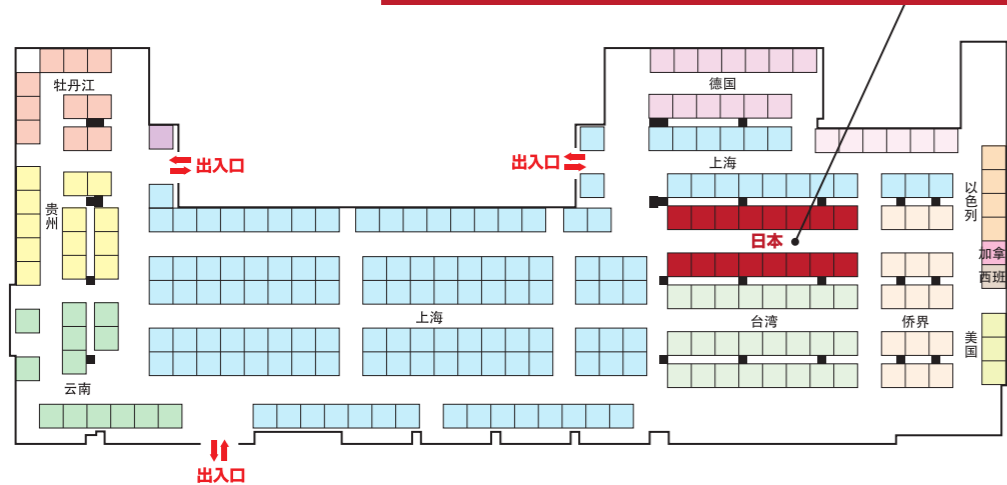 牡丹江
德国
出入口
出入口
上海
贵
州
以
色
列
日本
加拿
西班
上海
台湾
侨界
美
国
云南
出入口